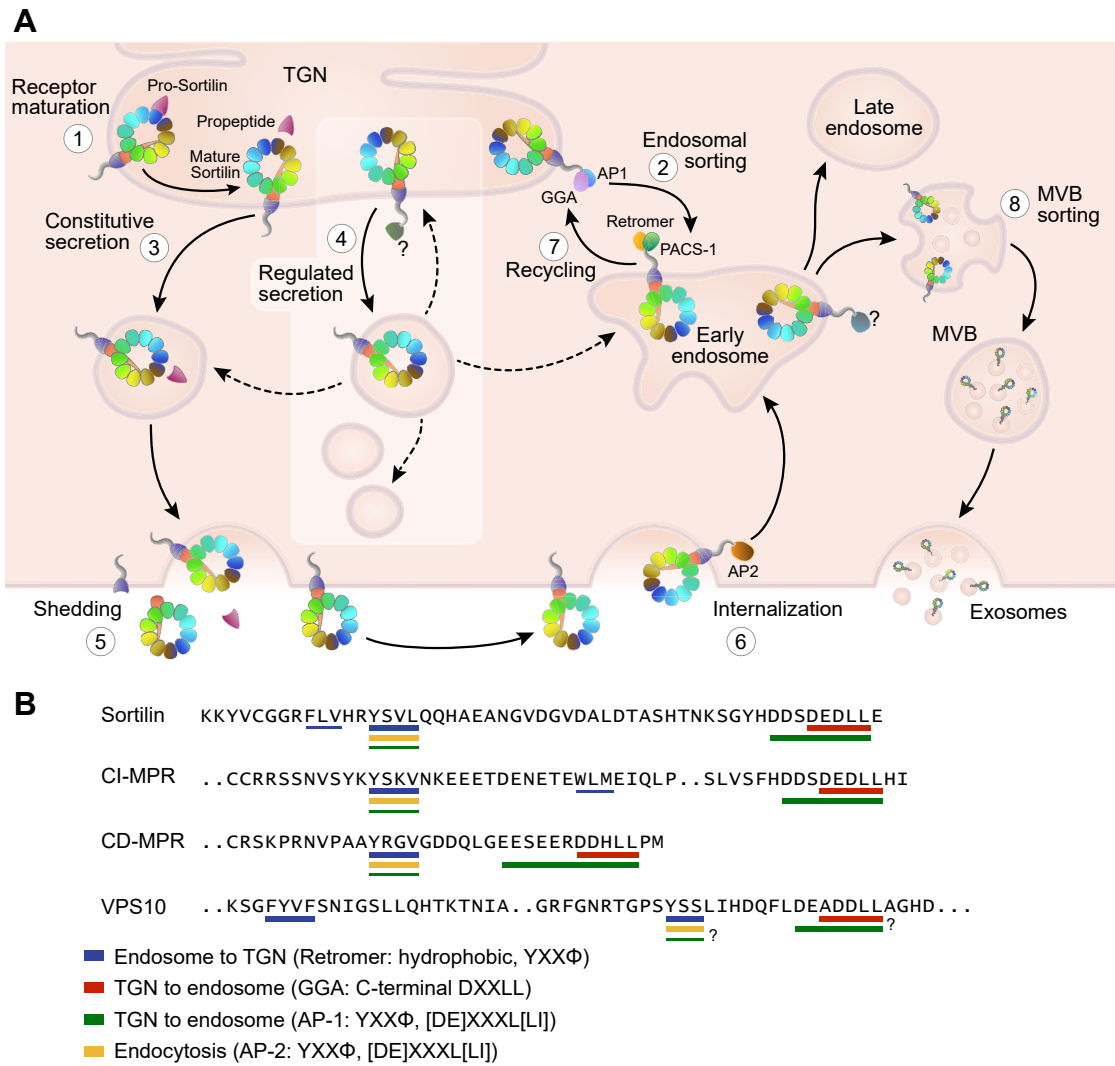 A
TGN
Receptor
maturation
1
Pro-Sortilin
Propeptide
Mature
Sortilin
Late
endosome
Endosomal
2 sorting
AP1
GGA
Retromer
PACS-1
7
Recycling
8 MVB
sorting
Constitutive
secretion 3
4
?
Regulated
secretion
Early
endosome
?
MVB
AP2
Shedding
5
Internalization
6
Exosomes
B
Sortilin KKYVCGGRFLVHRYSVLQQHAEANGVDGVDALDTASHTNKSGYHDDSDEDLLE
CI-MPR ..CCRRSSNVSYKYSKVNKEEETDENETEWLMEIQLP..SLVSFHDDSDEDLLHI
CD-MPR ..CRSKPRNVPAAYRGVGDDQLGEESEERDDHLLPM
VPS10 ..KSGFYVFSNIGSLLQHTKTNIA..GRFGNRTGPSYSSLIHDQFLDEADDLLAGHD...
?
?
Endosome to TGN (Retromer: hydrophobic, YXXΦ)
TGN to endosome (GGA: C-terminal DXXLL)
TGN to endosome (AP-1: YXXΦ, [DE]XXXL[LI])
Endocytosis (AP-2: YXXΦ, [DE]XXXL[LI])